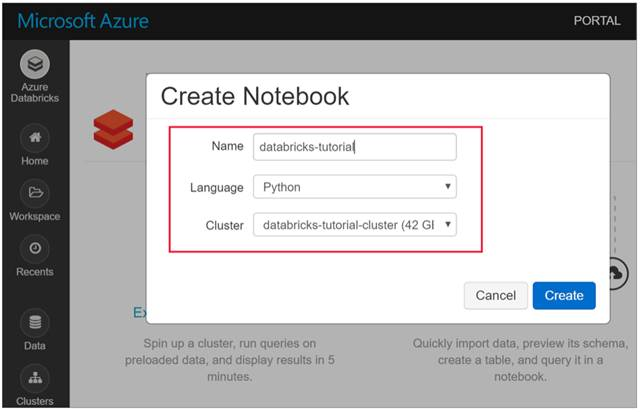 Microsoft Azure
PORTAL
Azure
Databricks
Home
Workspace
Recents
Data
Clusters
Create Notebook
Name
databricks-tutorial
Language
Python
Cluster
databricks-tutorial-cluster (42 GI
Cancel
Create
Ex
Spin up a cluster, run queries on
preloaded data, and display results in 5
minutes.
Quickly import data, preview its schema,
create a table, and query it in a
notebook.